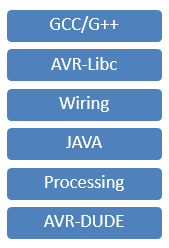 GCC/G++
AVR-Libc
Wiring
JAVA
Processing
AVR-DUDE